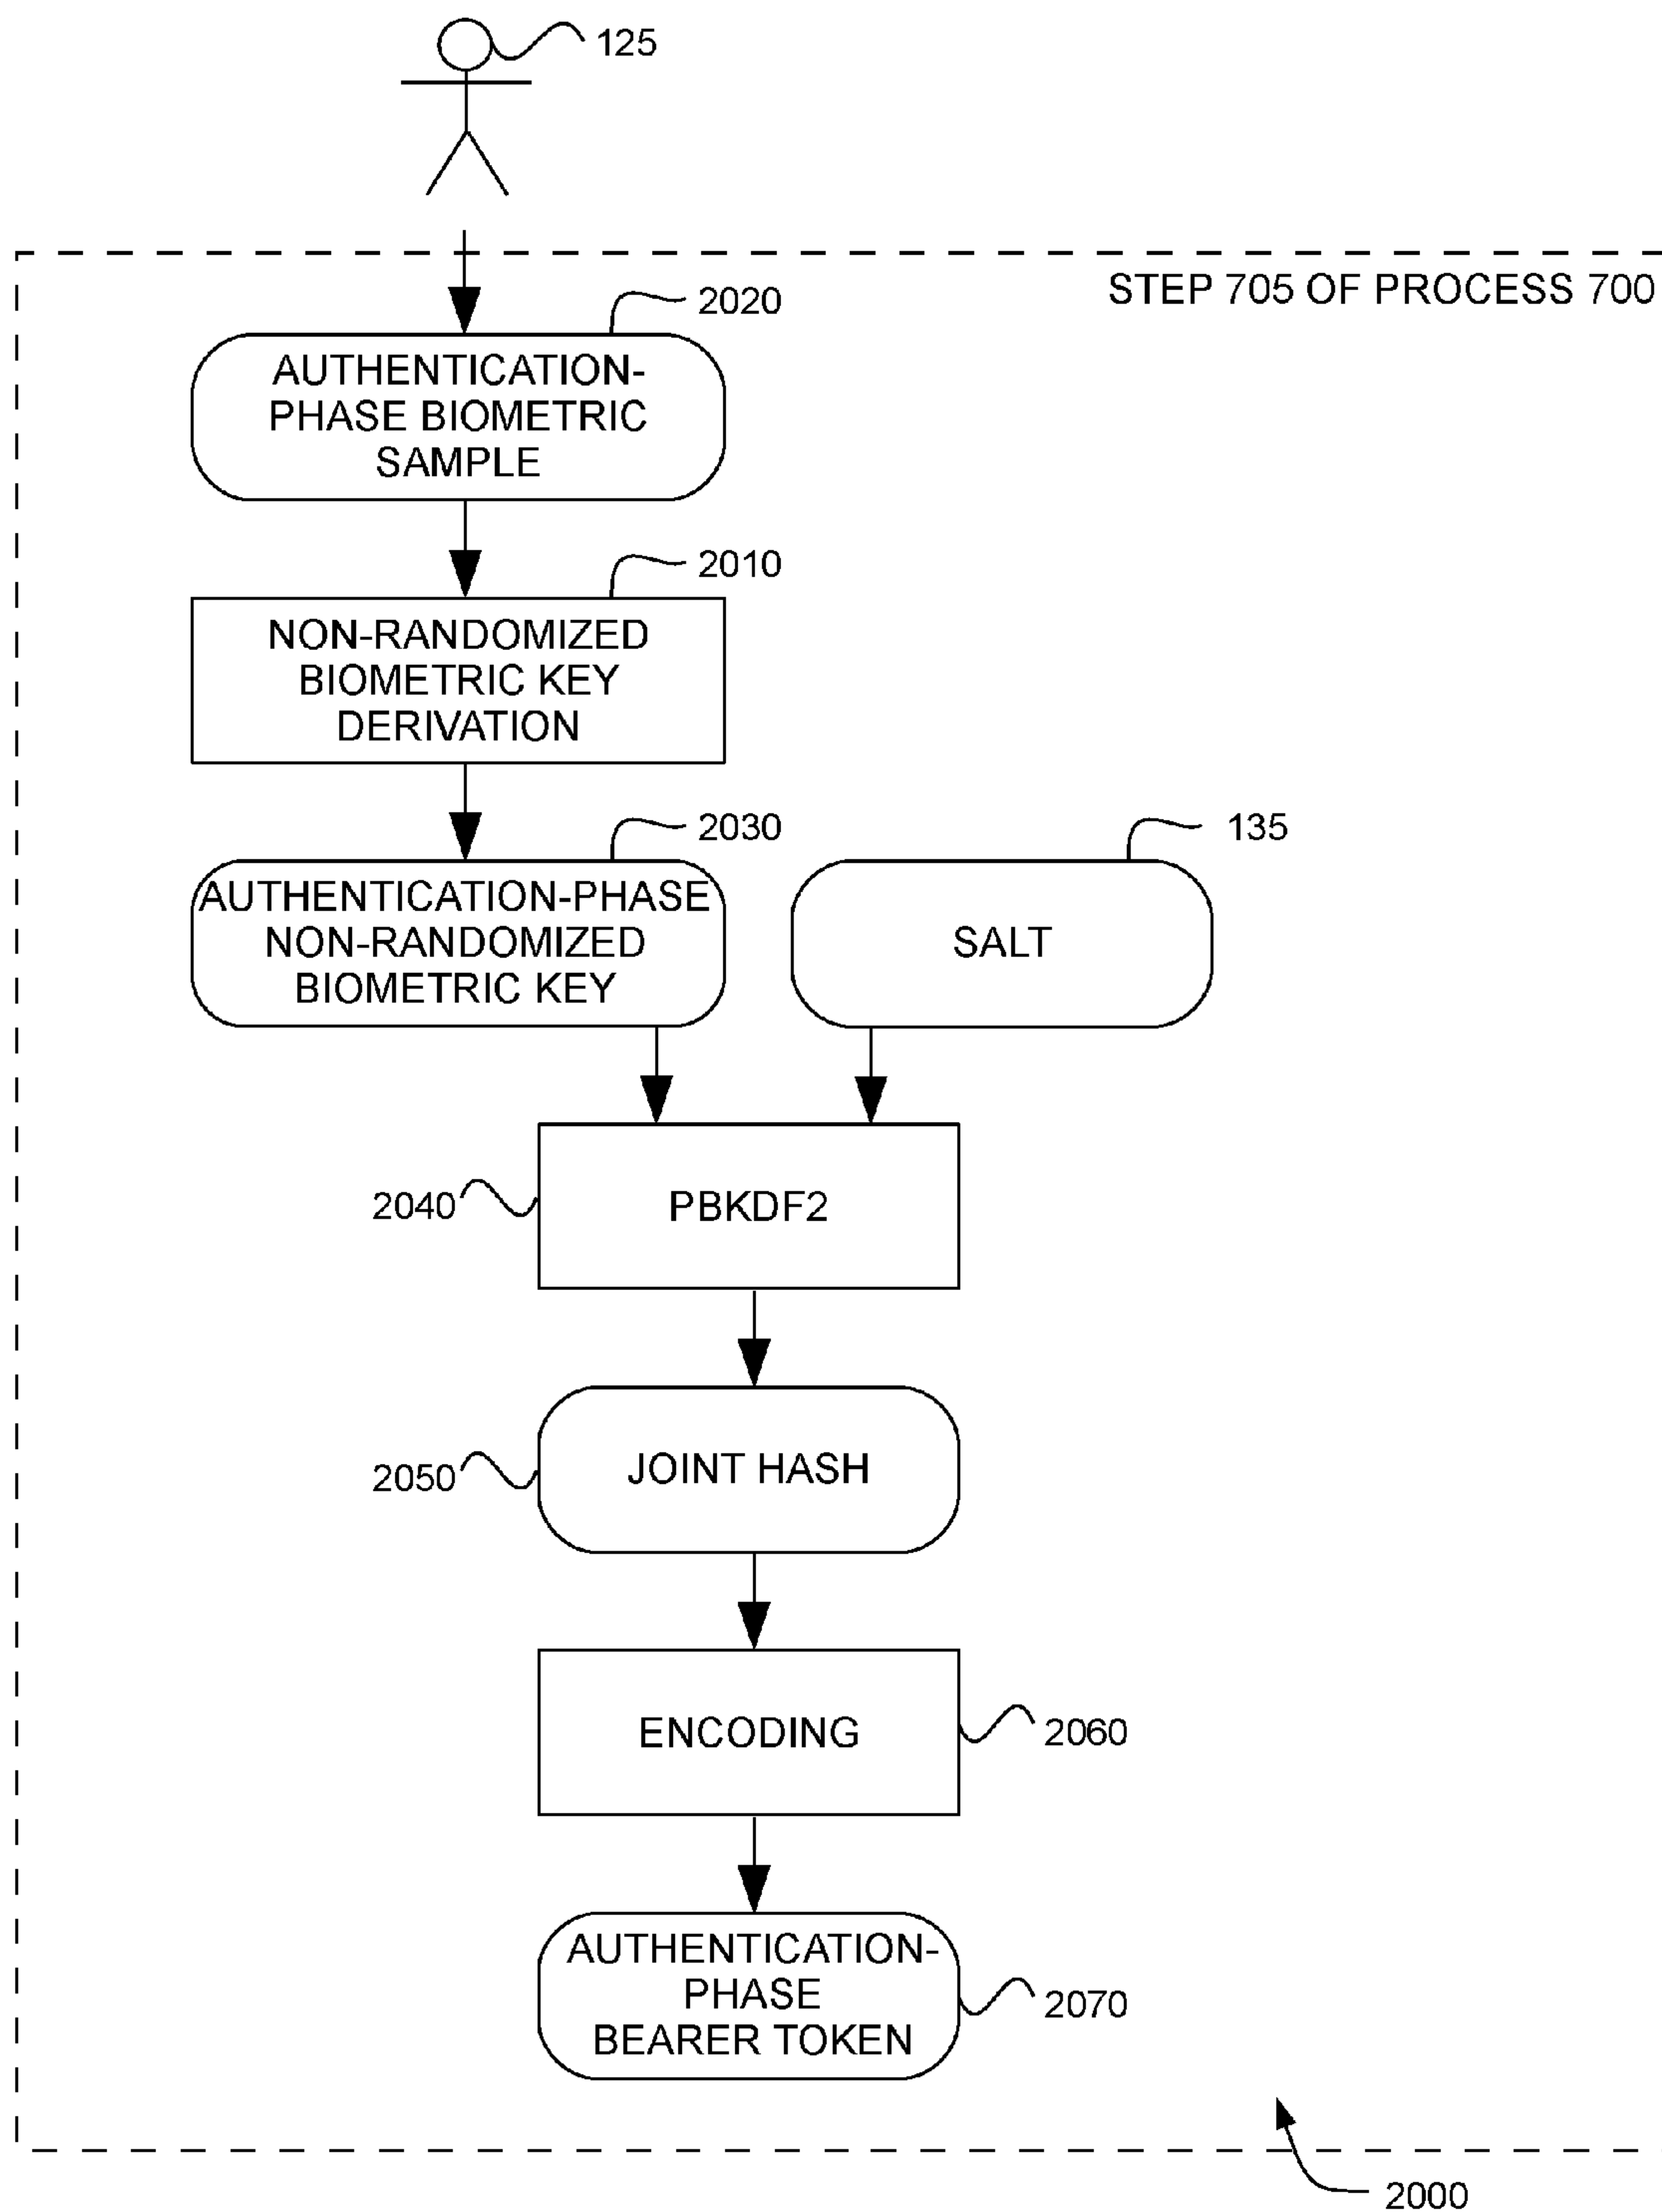 125
STEP 705 OF PROCESS 700
2020
AUTHENTICATION-
PHASE BIOMETRIC
SAMPLE
2010
NON-RANDOMIZED
BIOMETRIC KEY
DERIVATION
2030
135
AUTHENTICATION-PHASE
NON-RANDOMIZED
BIOMETRIC KEY
SALT
2040
PBKDF2
2050
JOINT HASH
ENCODING
2060
AUTHENTICATION-
PHASE
BEARER TOKEN
2070
2000